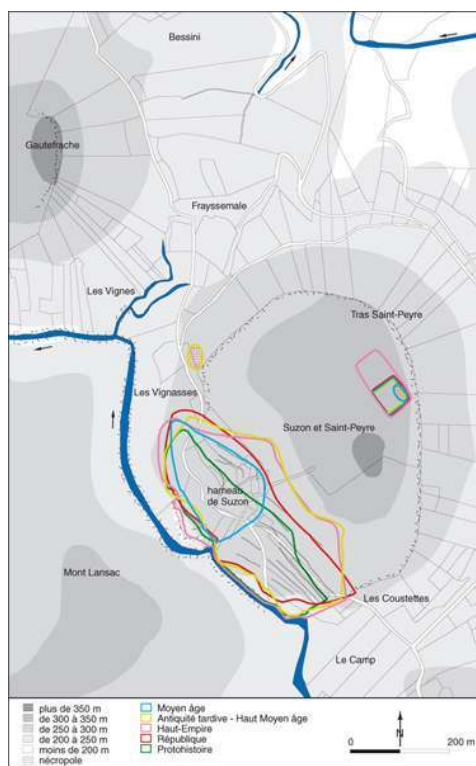 Bessini
Gautefrache
Frayssemale
Les Vignes
Tras Saint-Peyre
Les Vignasses
Suzon et Saint-Peyre
hameau
de Suzon
Mont Lansac
Les Coustettes
Le Camp
plus de 350 m
de 300 à 350 m
de 250 à 300 m
de 200 à 250 m
moins de 200 m
nécropole
Moyen âge
Antiquité tardive - Haut Moyen âge
Haut-Empire
République
Protohistoire
N
0 200 m